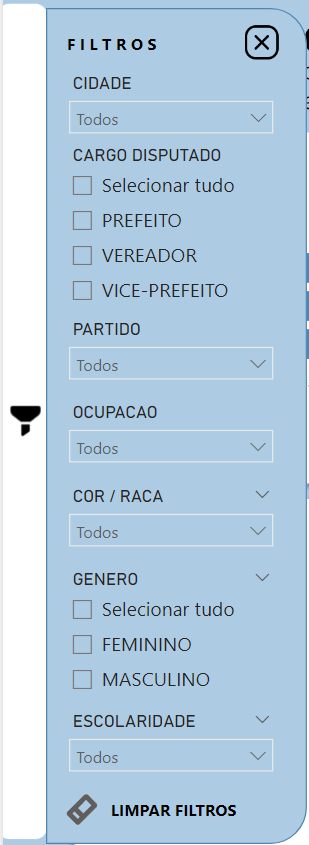 FILTROS
CIDADE
Todos
CARGO DISPUTADO
Selecionar tudo
PREFEITO
VEREADOR
VICE-PREFEITO
PARTIDO
Todos
OCUPACAO
Todos
COR / RACA
Todos
GENERO
Selecionar tudo
FEMININO
MASCULINO
ESCOLARIDADE
Todos
LIMPAR FILTROS